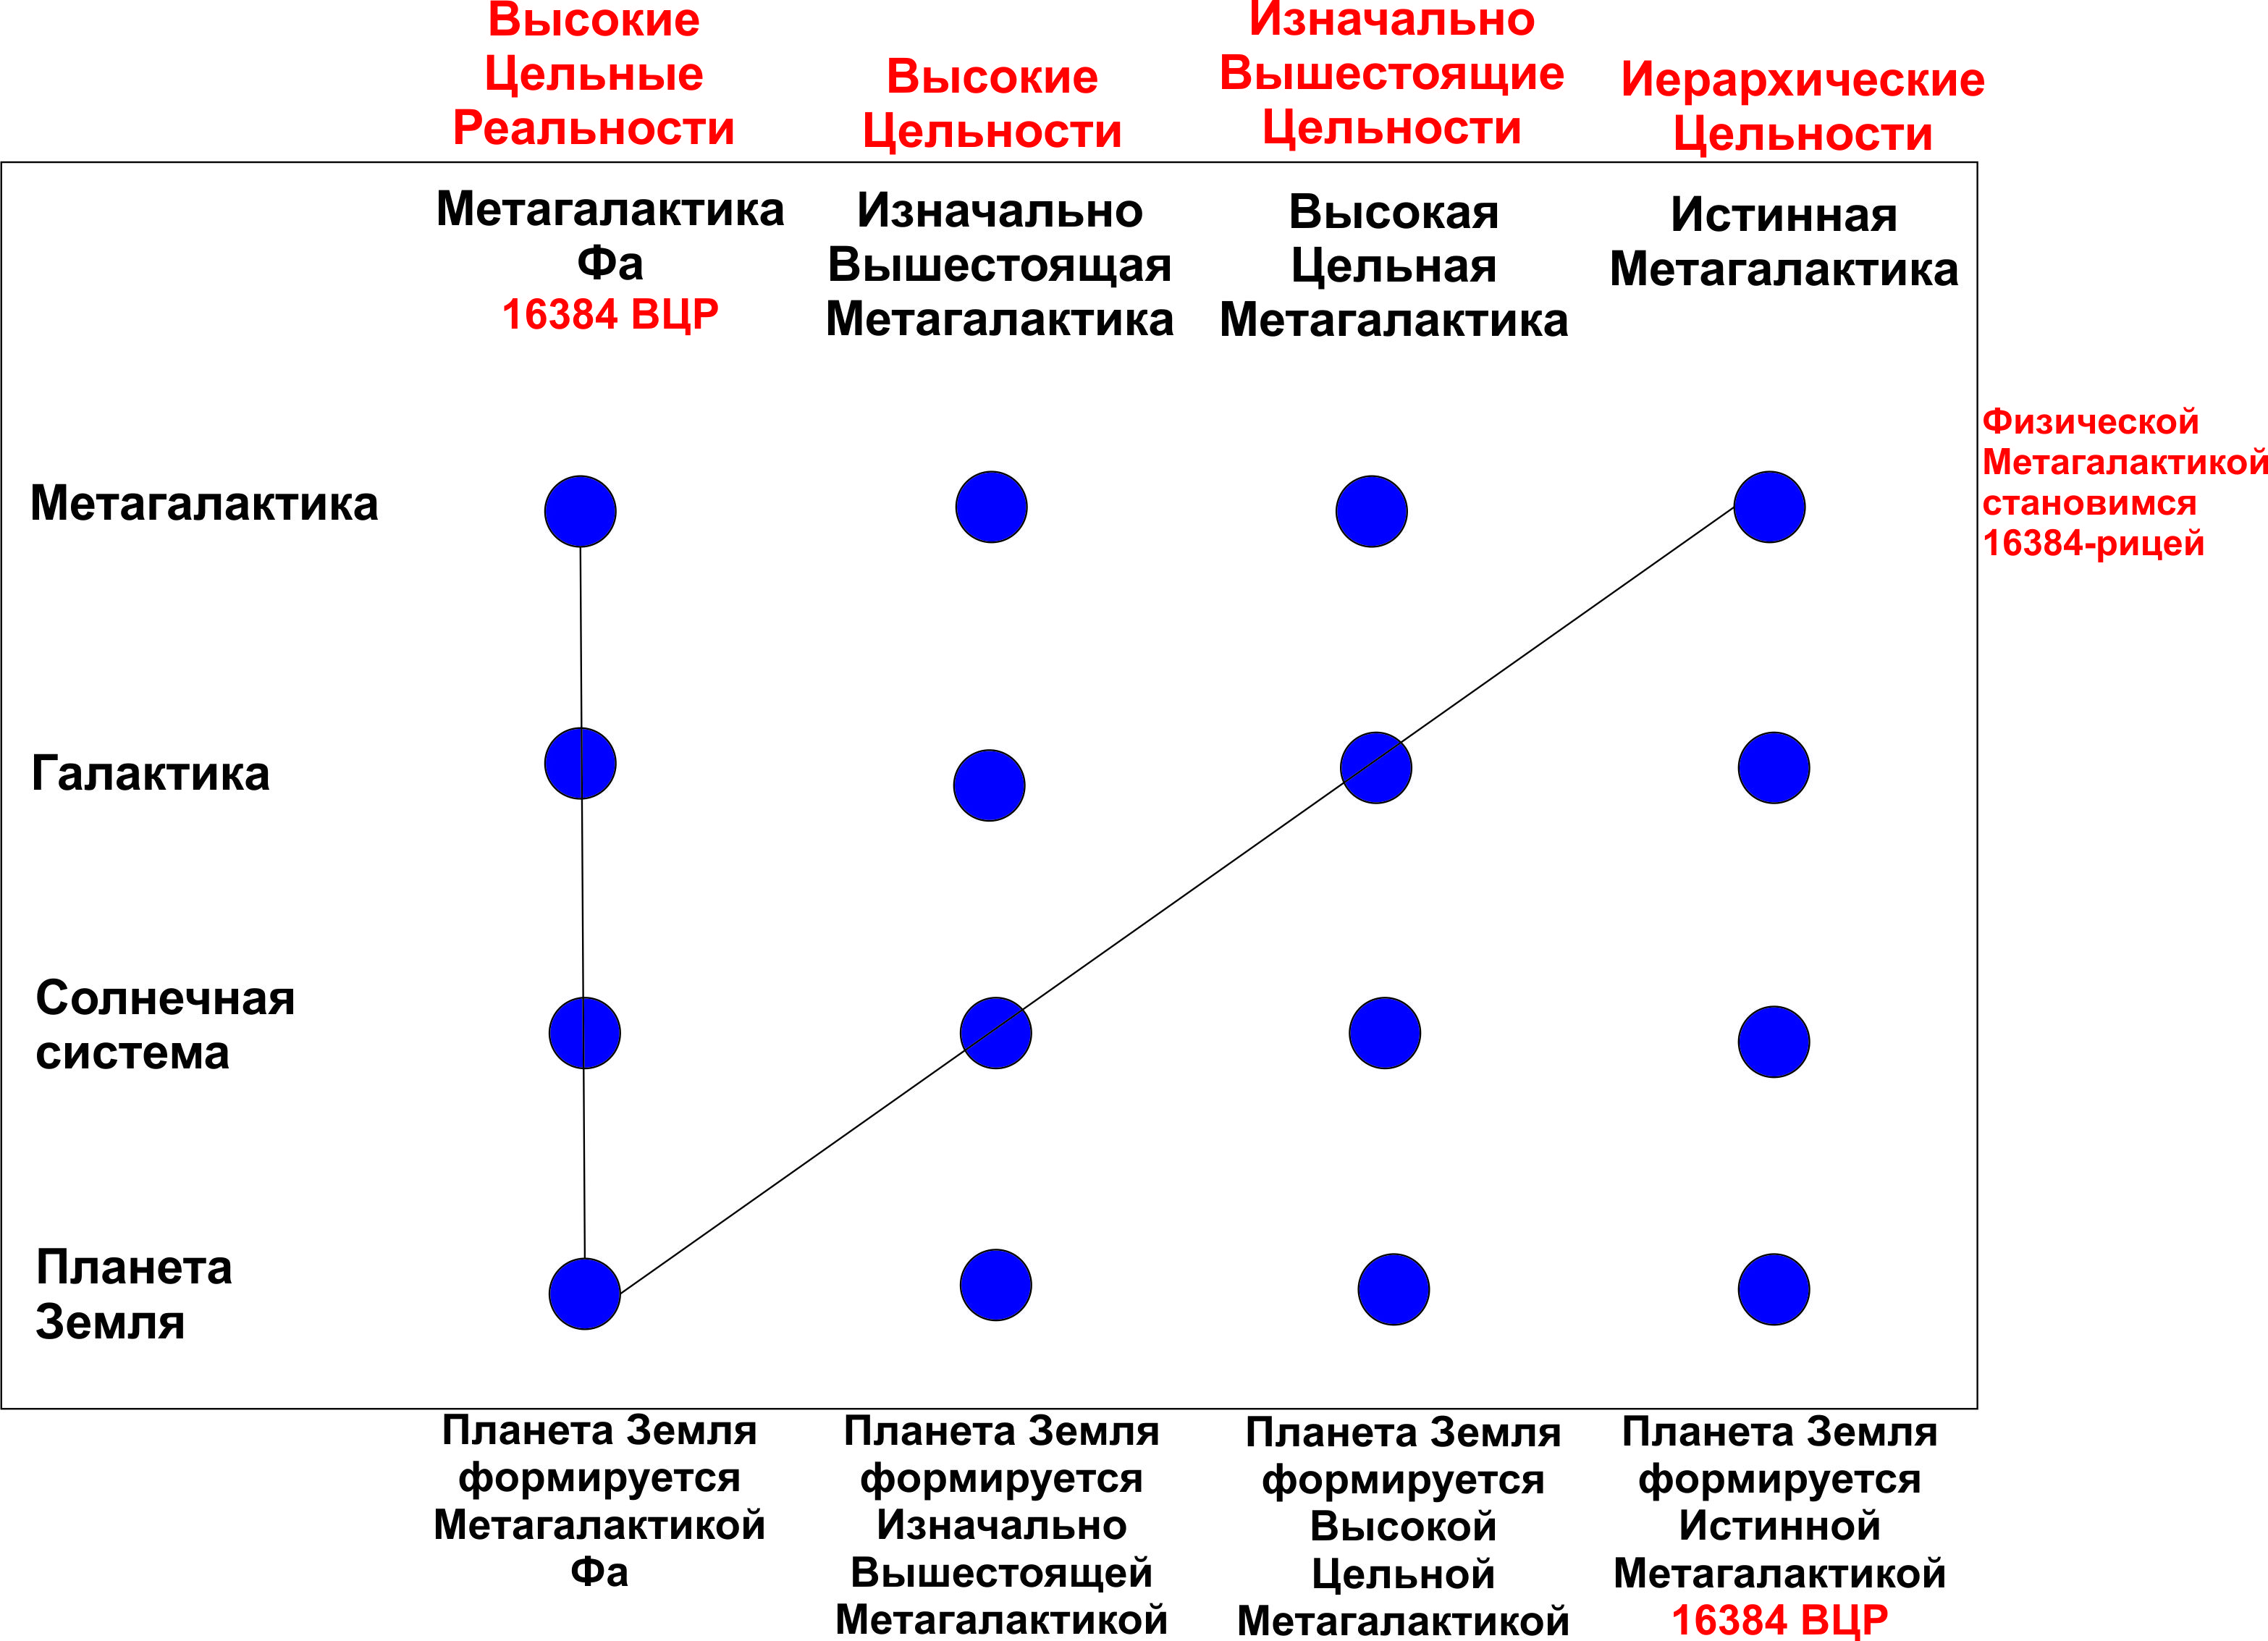 Высокие
Цельные
Реальности
Высокие
Цельности
Изначально
Вышестоящие
Цельности
Иерархические
Цельности
Метагалактика
Фа
16384 ВЦР
Изначально
Вышестоящая
Метагалактика
Высокая
Цельная
Метагалактика
Истинная
Метагалактика
Физической
Метагалактикой
становимся
16384-рицей
Метагалактика
Галактика
Солнечная
система
Планета
Земля
Планета Земля
формируется
Метагалактикой
Фа
Планета Земля
формируется
Изначально
Вышестоящей
Метагалактикой
Планета Земля
формируется
Высокой
Цельной
Метагалактикой
Планета Земля
формируется
Истинной
Метагалактикой
16384 ВЦР